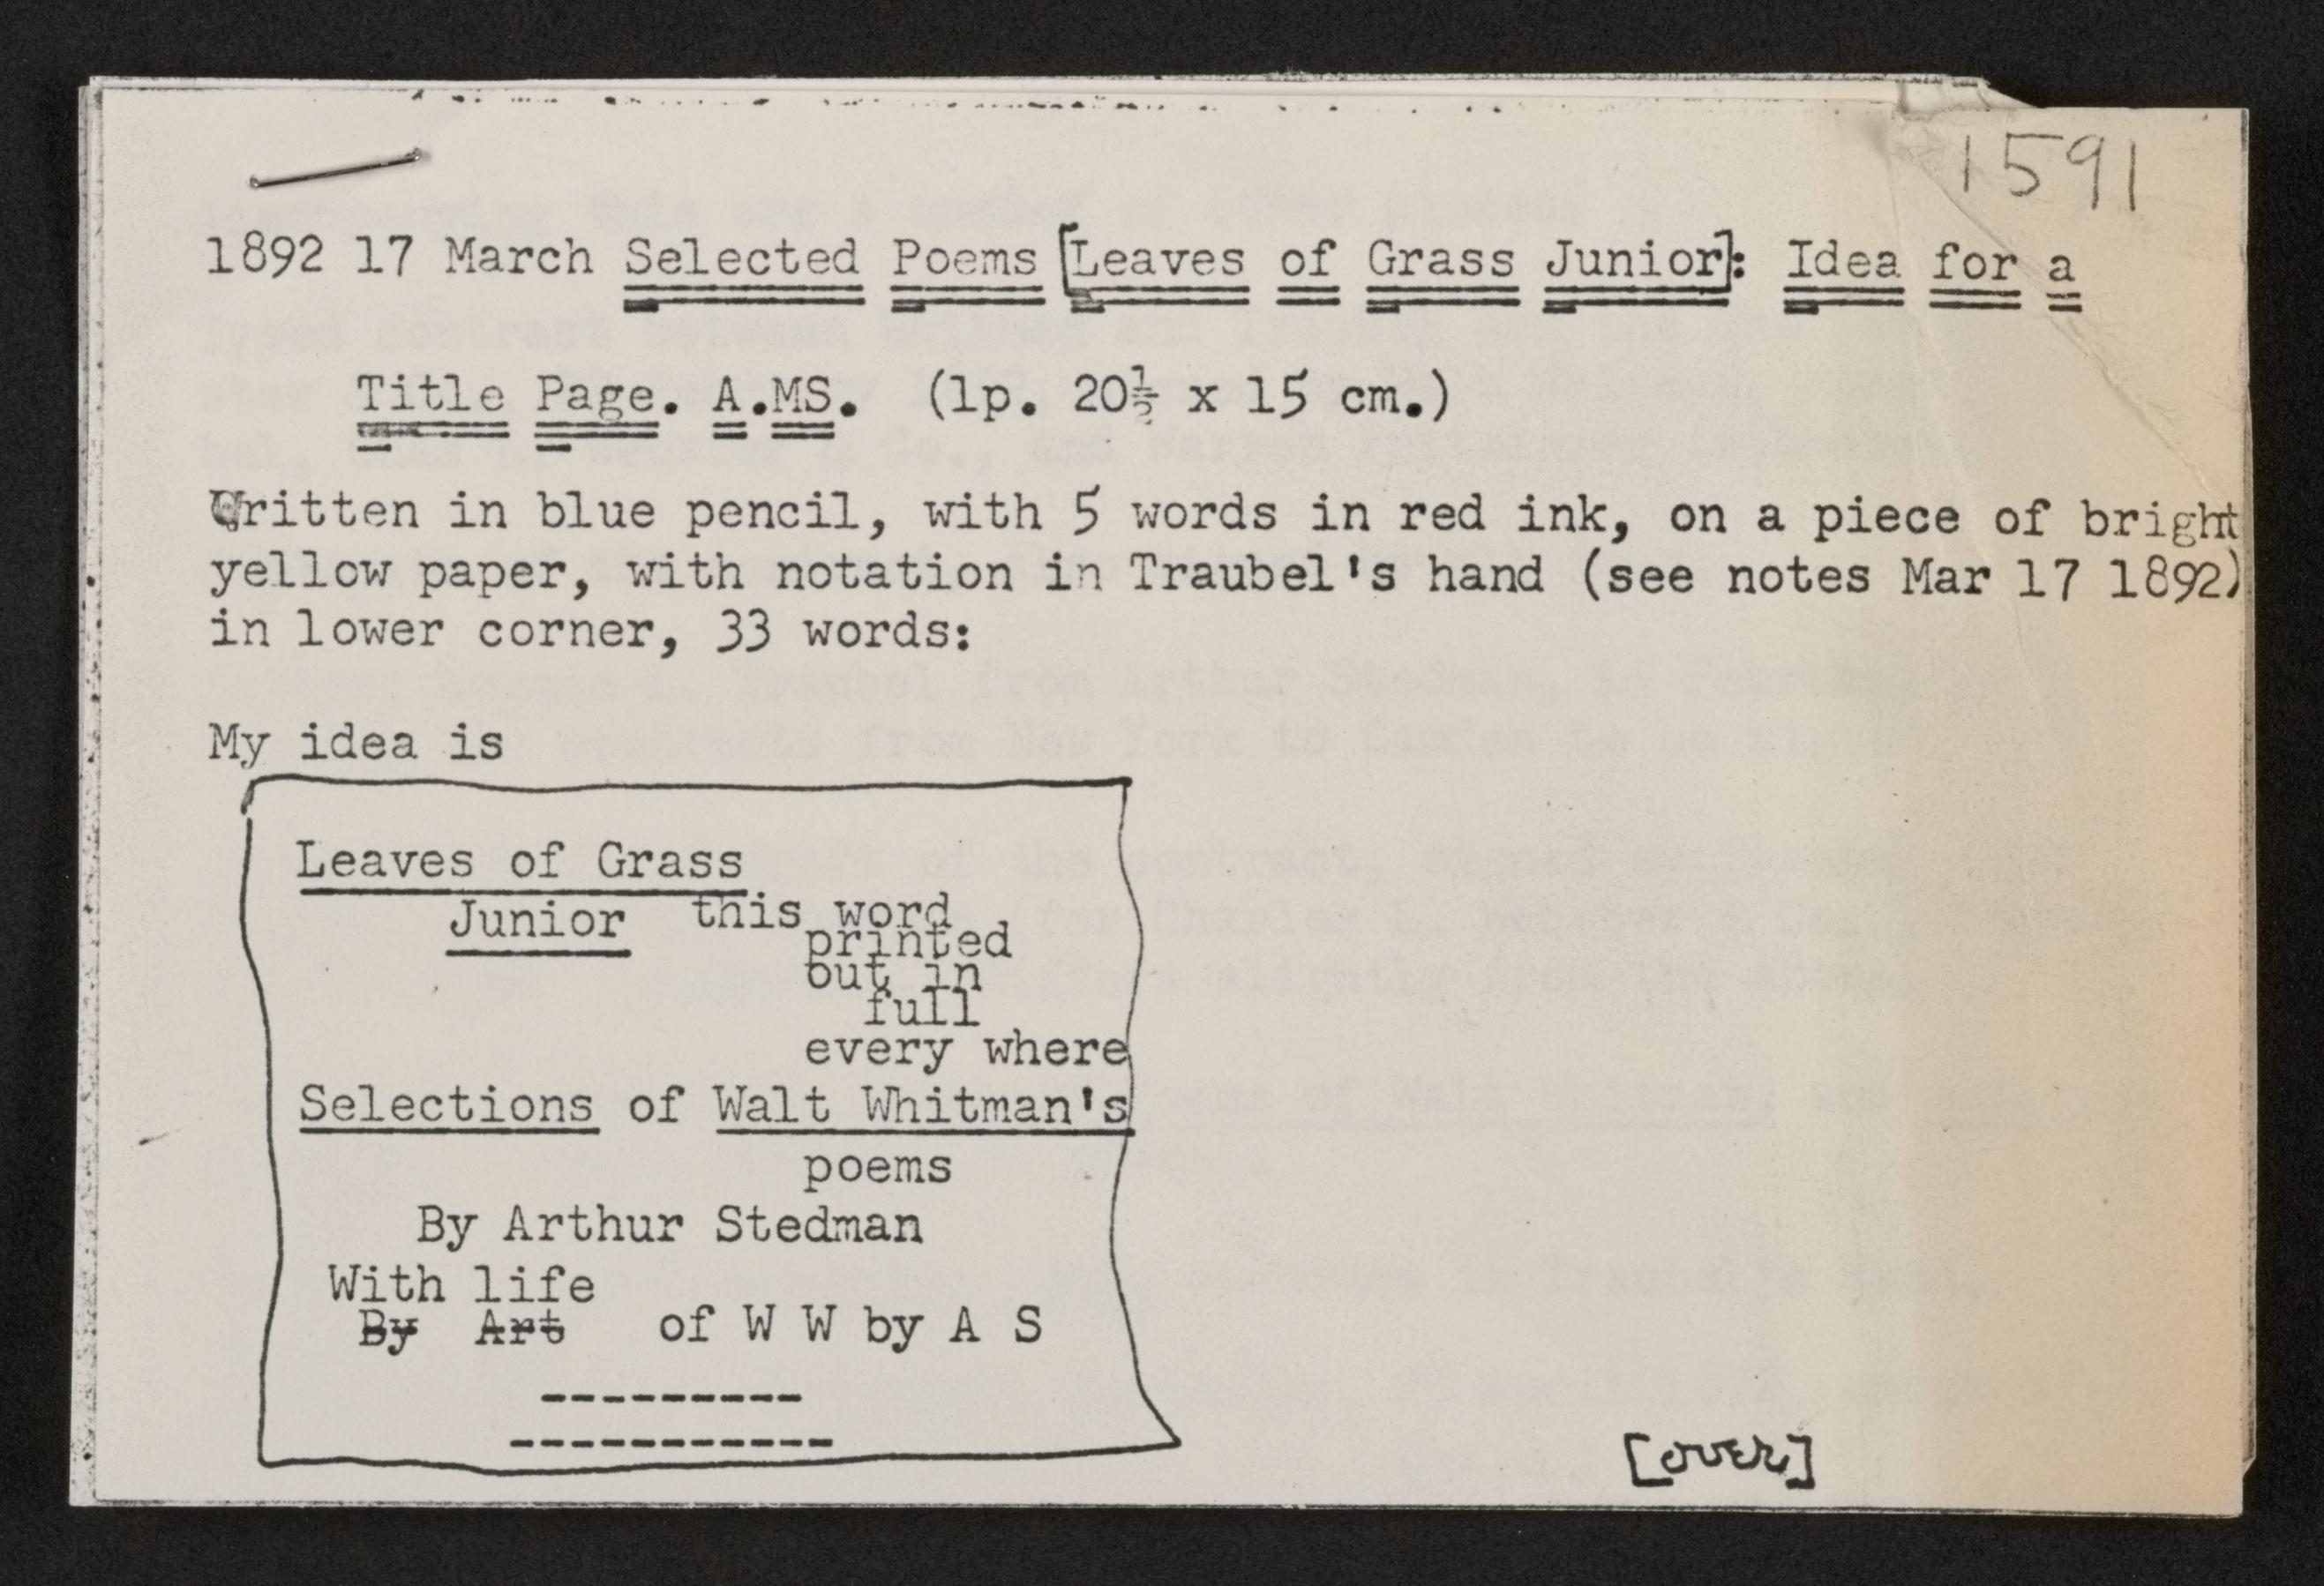 1591
1892 17 March Selected Poems [Leaves of Grass Junior]: Idea for a
Title Page. A.MS. (1p. 20½ x 15 cm.)
Written in blue pencil, with 5 words in red ink, on a piece of bright
yellow paper, with notation in Traubel's hand (see notes Mar 17 1892)
in lower corner, 33 words:
My idea is
Leaves of Grass
Junior this word
printed
out in
full
every where
Selections of Walt Whitman's
poems
By Arthur Stedman
With life
By Art of W W by A S
---------
-----------
[over]